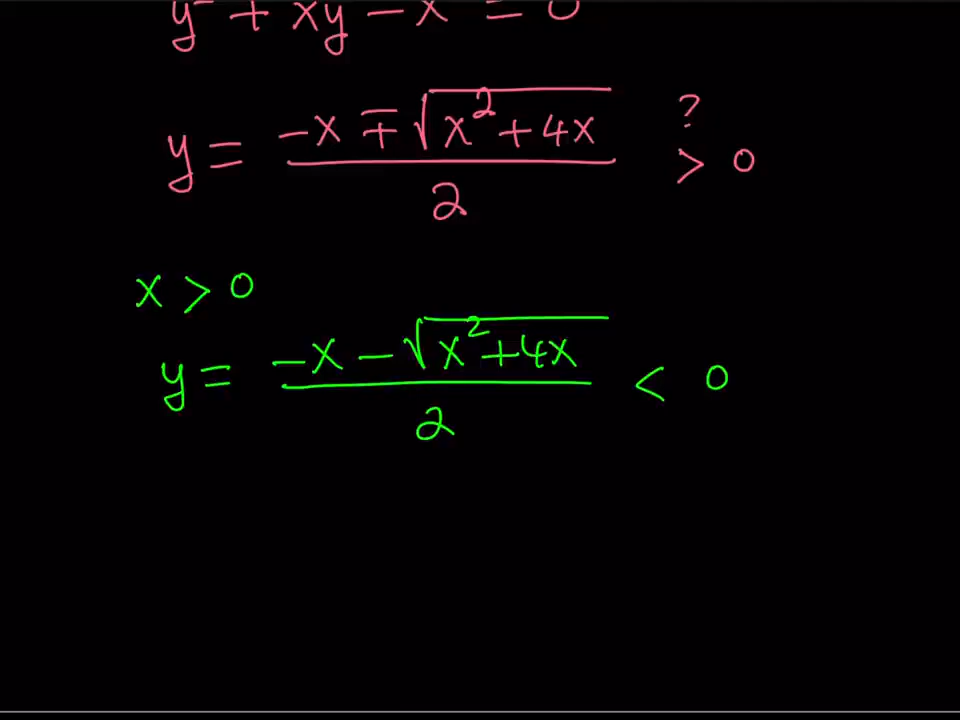 y² + xy − x = 0
y = (−x ∓ √(x² + 4x)) / 2 >? 0
x > 0
y = (−x − √(x² + 4x)) / 2 < 0